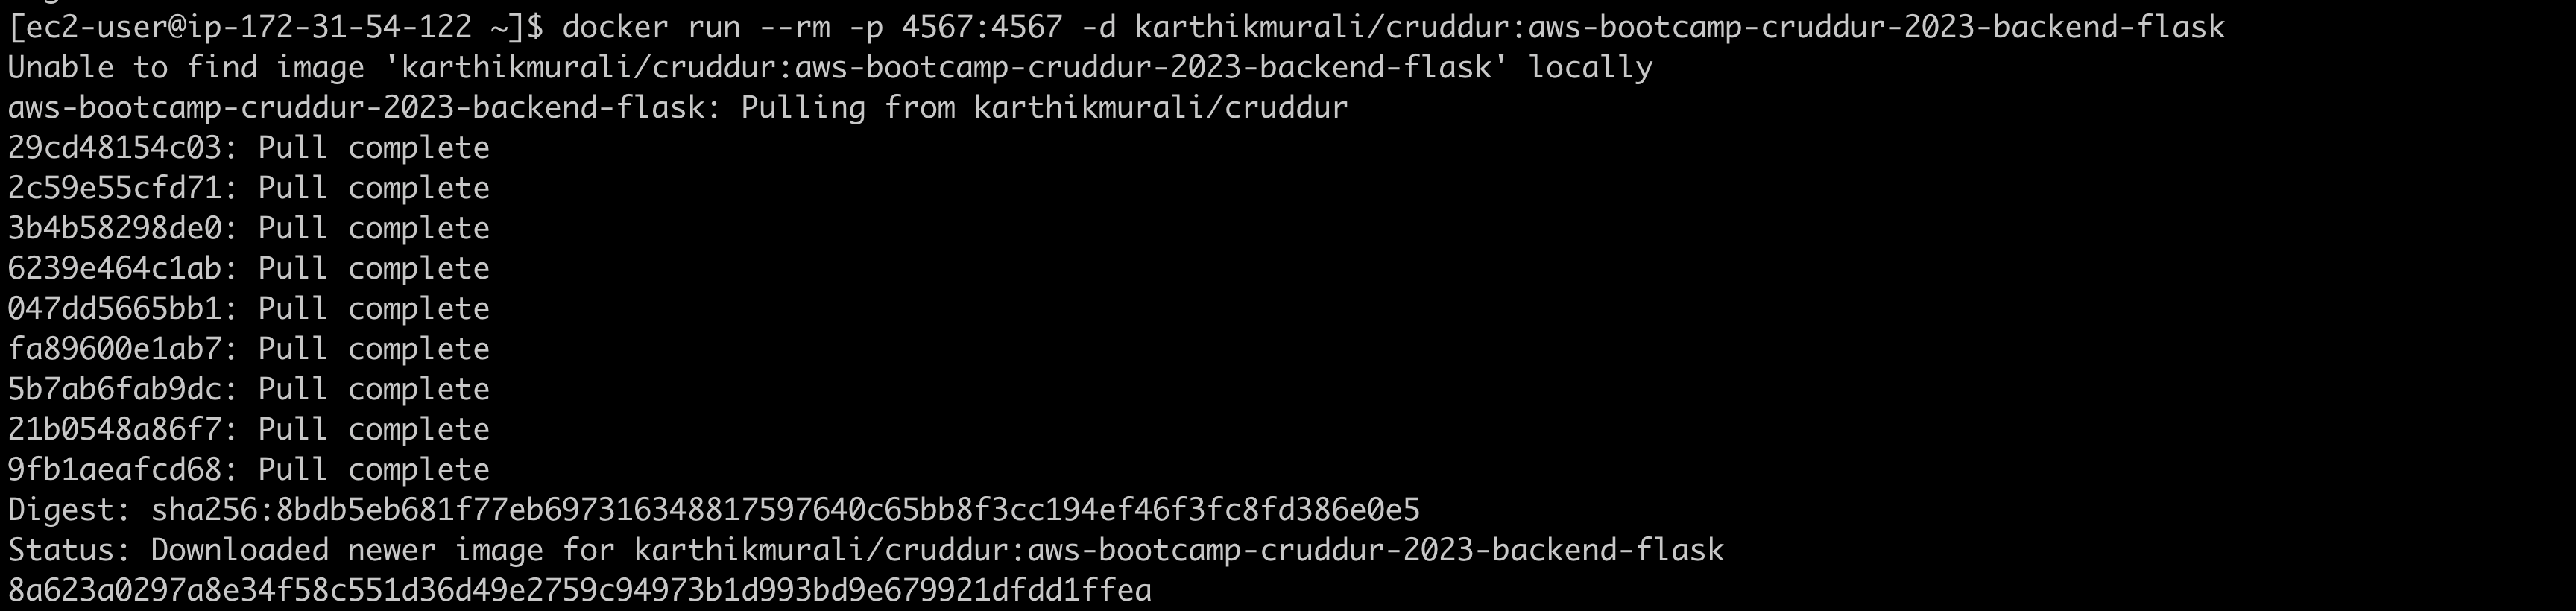 [ec2-user@ip-172-31-54-122 ~]$ docker run --rm -p 4567:4567 -d karthikmurali/cruddur:aws-bootcamp-cruddur-2023-backend-flask
Unable to find image 'karthikmurali/cruddur:aws-bootcamp-cruddur-2023-backend-flask' locally
aws-bootcamp-cruddur-2023-backend-flask: Pulling from karthikmurali/cruddur
29cd48154c03: Pull complete
2c59e55cfd71: Pull complete
3b4b58298de0: Pull complete
6239e464c1ab: Pull complete
047dd5665bb1: Pull complete
fa89600e1ab7: Pull complete
5b7ab6fab9dc: Pull complete
21b0548a86f7: Pull complete
9fb1aeafcd68: Pull complete
Digest: sha256:8bdb5eb681f77eb697316348817597640c65bb8f3cc194ef46f3fc8fd386e0e5
Status: Downloaded newer image for karthikmurali/cruddur:aws-bootcamp-cruddur-2023-backend-flask
8a623a0297a8e34f58c551d36d49e2759c94973b1d993bd9e679921dfdd1ffea